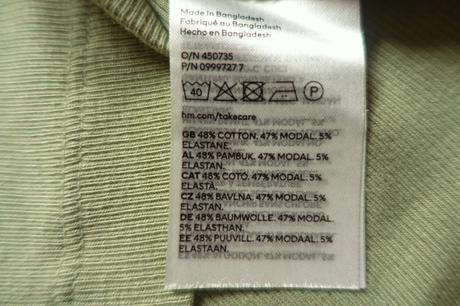 Made in Bangladesh
Fabriqué au Bangladesh
Hecho en Bangladesh
O/N 450735
P/N 0999727 7
40 P
hm.com/takecare
GB 48% COTTON. 47% MODAL. 5%
ELASTANE.
AL 48% PAMBUK. 47% MODAL. 5%
ELASTAN.
CAT 48% COTÓ. 47% MODAL. 5%
ELASTÀ.
CZ 48% BAVLNA. 47% MODAL. 5%
ELASTAN.
DE 48% BAUMWOLLE. 47% MODAL.
5% ELASTHAN.
EE 48% PUUVILL. 47% MODAAL. 5%
ELASTAAN.